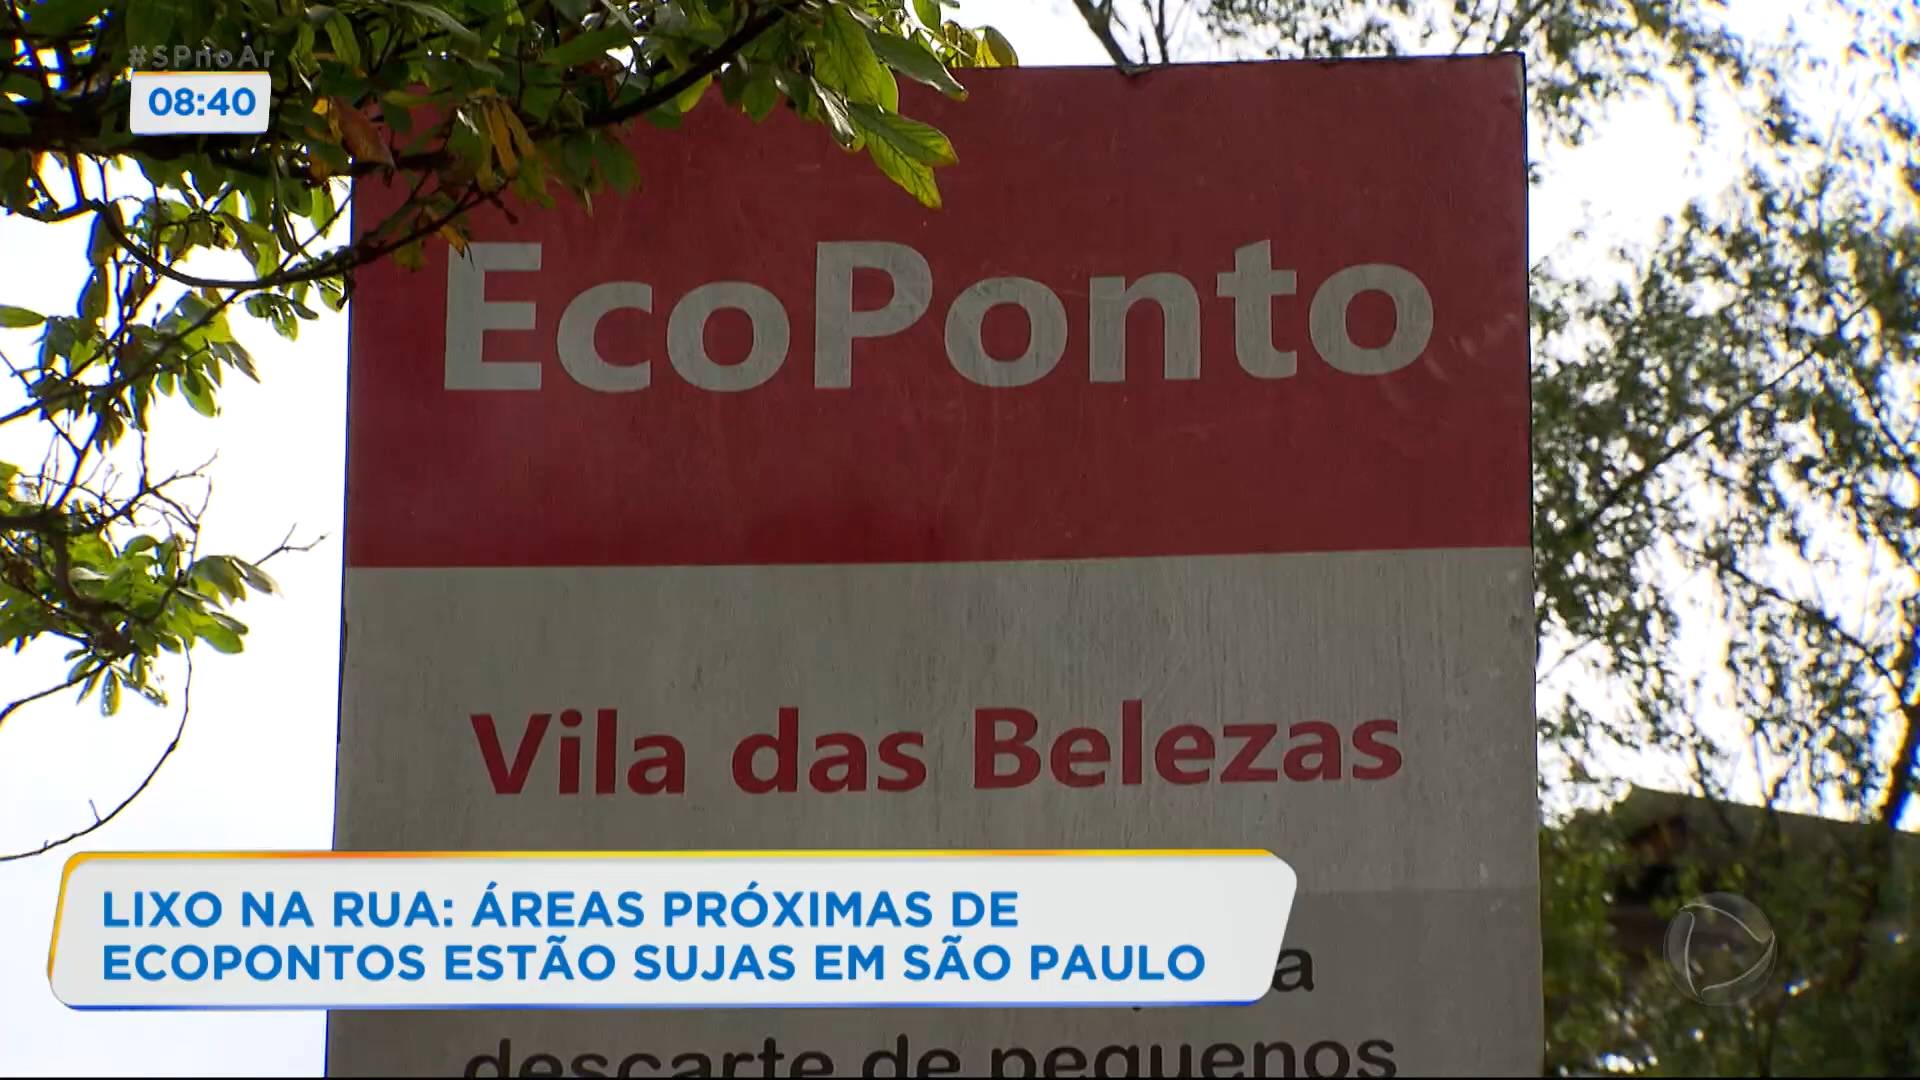 #SPnoAr
08:40
EcoPonto
Vila das Belezas
LIXO NA RUA: ÁREAS PRÓXIMAS DE
ECOPONTOS ESTÃO SUJAS EM SÃO PAULO
descarte de pequenos